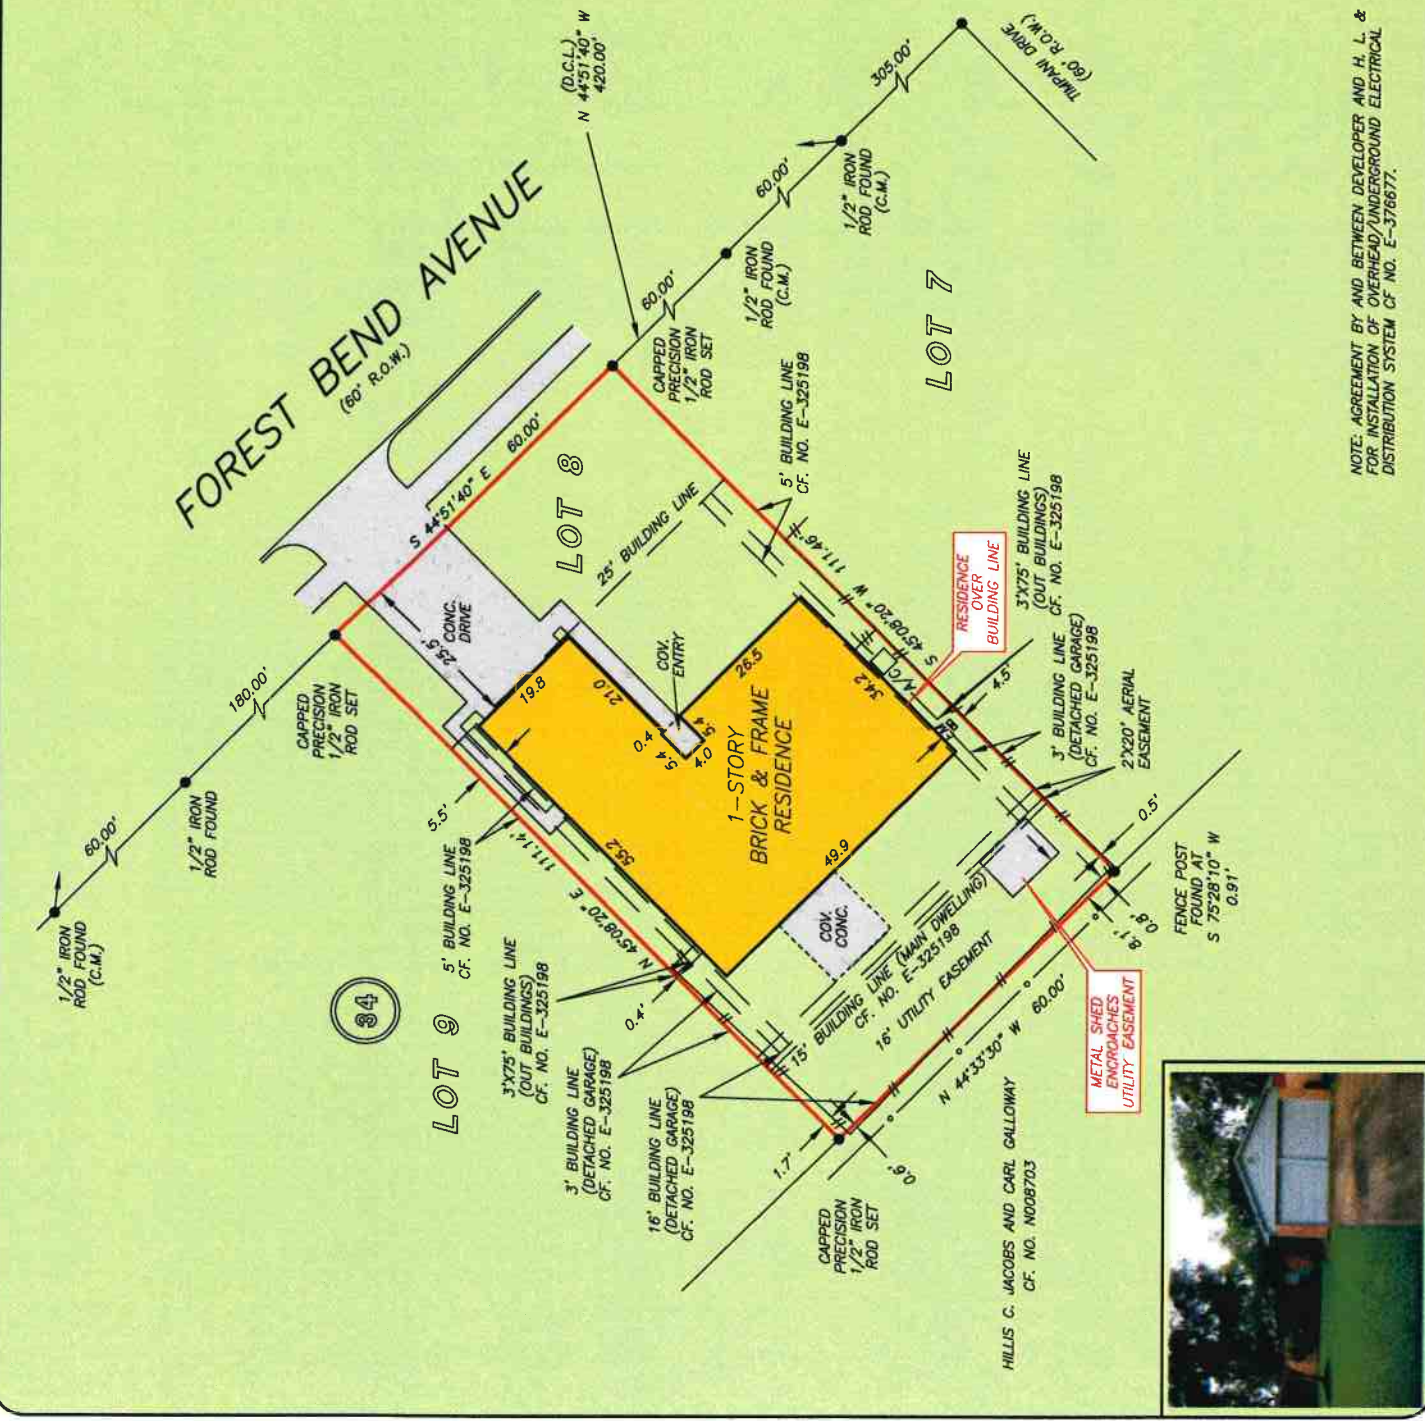 FOREST BEND AVENUE
(60' R.O.W.)
(D.C.L.)
N 44°51'40" W
420.00'
305.00'
TIMPANI DRIVE
(60' R.O.W.)
60.00'
1/2" IRON
ROD FOUND
(C.M.)
60.00'
1/2" IRON
ROD FOUND
(C.M.)
CAPPED
PRECISION
1/2" IRON
ROD SET
LOT 7
S 44°51'40" E 60.00'
LOT 8
25' BUILDING LINE
5' BUILDING LINE
CF. NO. E-325198
180.00'
CAPPED
PRECISION
1/2" IRON
ROD SET
60.00'
1/2" IRON
ROD FOUND
1/2" IRON
ROD FOUND
(C.M.)
34
LOT 9
25.5'
CONC.
DRIVE
19.8
21.0
COV.
ENTRY
26.5
0.4
5.4
4.0
5.4
1-STORY
BRICK & FRAME
RESIDENCE
34.2
A/C
55.2
49.9
S 45°08'20" W 111.46'
RESIDENCE
OVER
BUILDING LINE
3'X75' BUILDING LINE
(OUT BUILDINGS)
CF. NO. E-325198
4.5'
3' BUILDING LINE
(DETACHED GARAGE)
CF. NO. E-325198
2'X20' AERIAL
EASEMENT
0.5'
5.5'
5' BUILDING LINE
CF. NO. E-325198
N 45°08'20" E 111.14'
3'X75' BUILDING LINE
(OUT BUILDINGS)
CF. NO. E-325198
0.4'
3' BUILDING LINE
(DETACHED GARAGE)
CF. NO. E-325198
16' BUILDING LINE
(DETACHED GARAGE)
CF. NO. E-325198
COV.
CONC.
15' BUILDING LINE (MAIN DWELLING)
CF. NO. E-325198
16' UTILITY EASEMENT
N 44°33'30" W 60.00'
8.1'
0.8'
FENCE POST
FOUND AT
S 75°28'10" W
0.91'
METAL SHED
ENCROACHES
UTILITY EASEMENT
1.7'
0.6'
CAPPED
PRECISION
1/2" IRON
ROD SET
HILLIS C. JACOBS AND CARL GALLOWAY
CF. NO. N008703
NOTE: AGREEMENT BY AND BETWEEN DEVELOPER AND H. L. &
FOR INSTALLATION OF OVERHEAD/UNDERGROUND ELECTRICAL
DISTRIBUTION SYSTEM CF NO. E-376677.